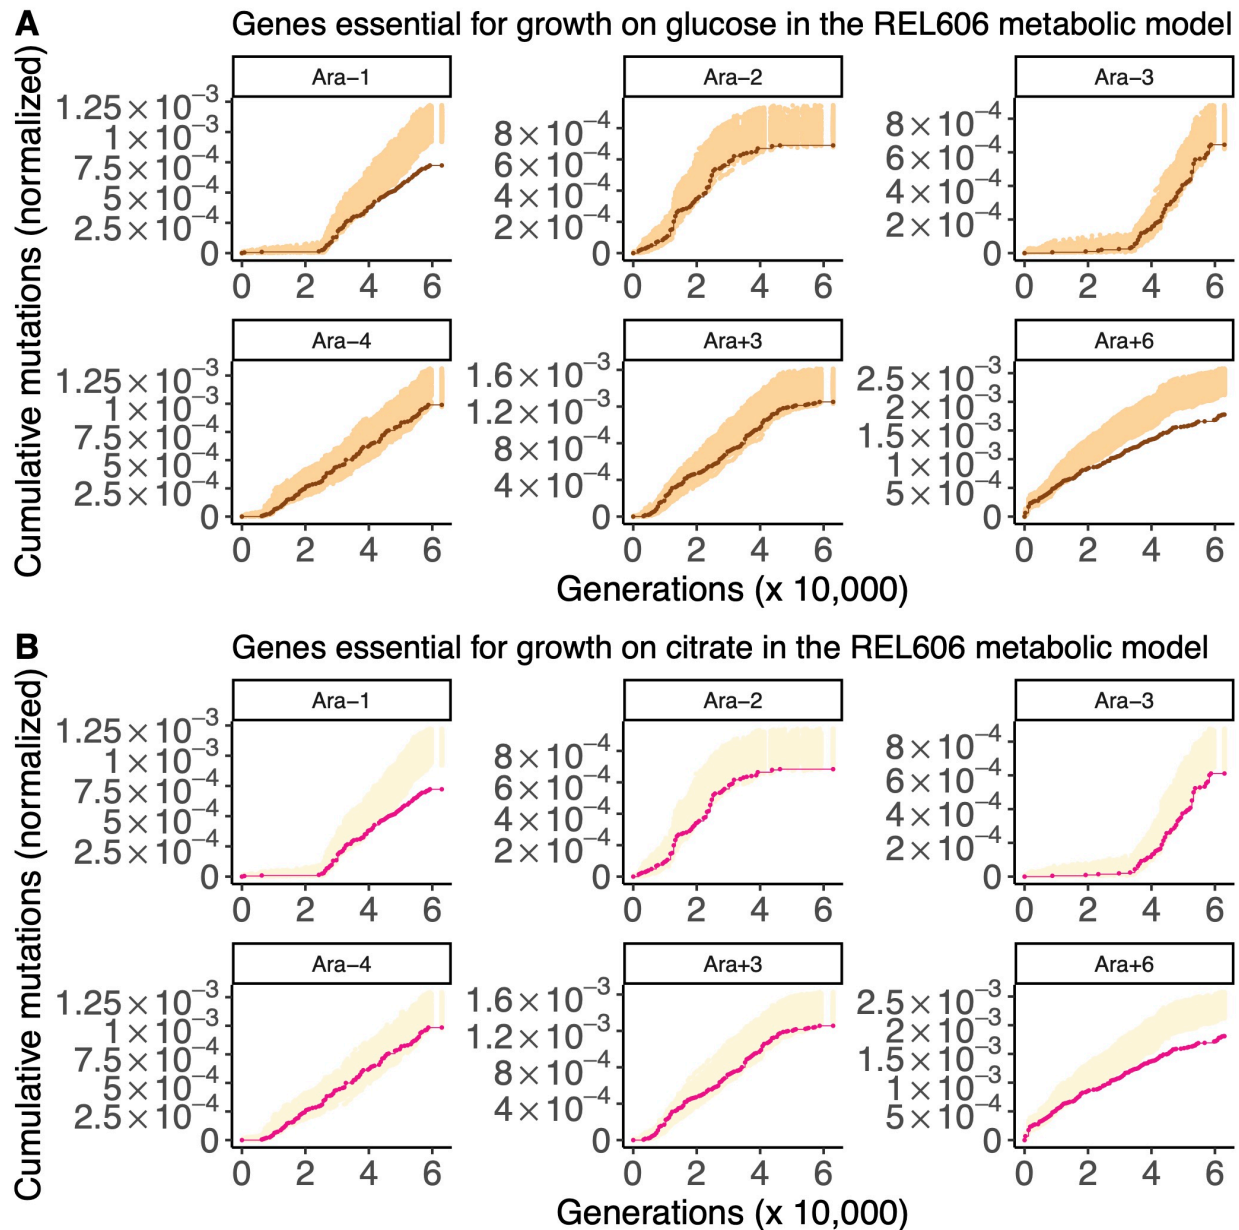 A Genes essential for growth on glucose in the REL606 metabolic model
Cumulative mutations (normalized)
Ara−1
1.25×10⁻³
1×10⁻³
7.5×10⁻⁴
5×10⁻⁴
2.5×10⁻⁴
0
0 2 4 6
Ara−2
8×10⁻⁴
6×10⁻⁴
4×10⁻⁴
2×10⁻⁴
0
0 2 4 6
Ara−3
8×10⁻⁴
6×10⁻⁴
4×10⁻⁴
2×10⁻⁴
0
0 2 4 6
Ara−4
1.25×10⁻³
1×10⁻³
7.5×10⁻⁴
5×10⁻⁴
2.5×10⁻⁴
0
0 2 4 6
Ara+3
1.6×10⁻³
1.2×10⁻³
8×10⁻⁴
4×10⁻⁴
0
0 2 4 6
Ara+6
2.5×10⁻³
2×10⁻³
1.5×10⁻³
1×10⁻³
5×10⁻⁴
0
0 2 4 6
Generations (x 10,000)
B Genes essential for growth on citrate in the REL606 metabolic model
Cumulative mutations (normalized)
Ara−1
1.25×10⁻³
1×10⁻³
7.5×10⁻⁴
5×10⁻⁴
2.5×10⁻⁴
0
0 2 4 6
Ara−2
8×10⁻⁴
6×10⁻⁴
4×10⁻⁴
2×10⁻⁴
0
0 2 4 6
Ara−3
8×10⁻⁴
6×10⁻⁴
4×10⁻⁴
2×10⁻⁴
0
0 2 4 6
Ara−4
1.25×10⁻³
1×10⁻³
7.5×10⁻⁴
5×10⁻⁴
2.5×10⁻⁴
0
0 2 4 6
Ara+3
1.6×10⁻³
1.2×10⁻³
8×10⁻⁴
4×10⁻⁴
0
0 2 4 6
Ara+6
2.5×10⁻³
2×10⁻³
1.5×10⁻³
1×10⁻³
5×10⁻⁴
0
0 2 4 6
Generations (x 10,000)